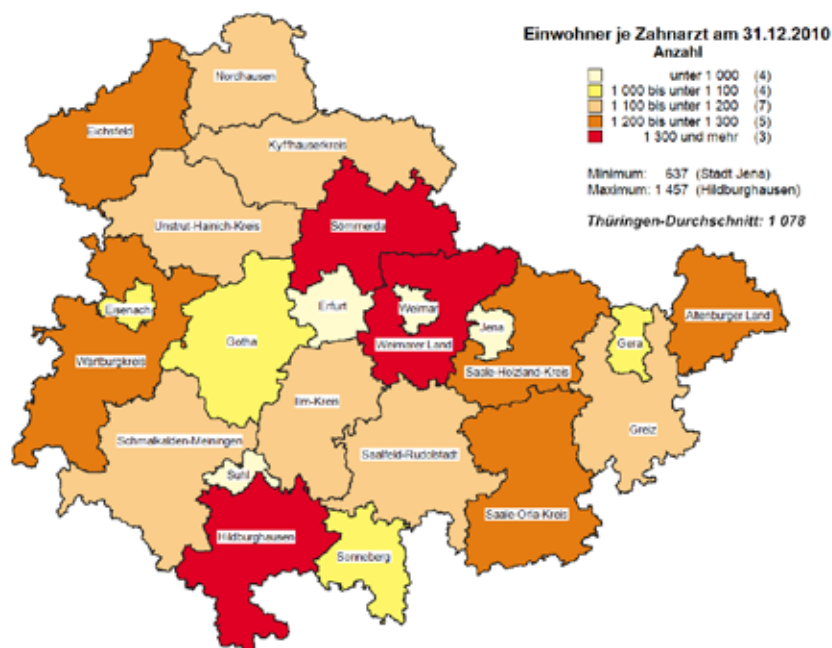 Einwohner je Zahnarzt am 31.12.2010
Anzahl
unter 1 000 (4)
1 000 bis unter 1 100 (4)
1 100 bis unter 1 200 (7)
1 200 bis unter 1 300 (5)
1 300 und mehr (3)
Minimum: 637 (Stadt Jena)
Maximum: 1 457 (Hildburghausen)
Thüringen-Durchschnitt: 1 078
Nordhausen
Eichsfeld
Kyffhäuserkreis
Unstrut-Hainich-Kreis
Sömmerda
Eisenach
Erfurt
Weimar
Jena
Altenburger Land
Wartburgkreis
Gotha
Weimarer Land
Gera
Saale-Holzland-Kreis
Ilm-Kreis
Greiz
Schmalkalden-Meiningen
Saalfeld-Rudolstadt
Suhl
Saale-Orla-Kreis
Hildburghausen
Sonneberg